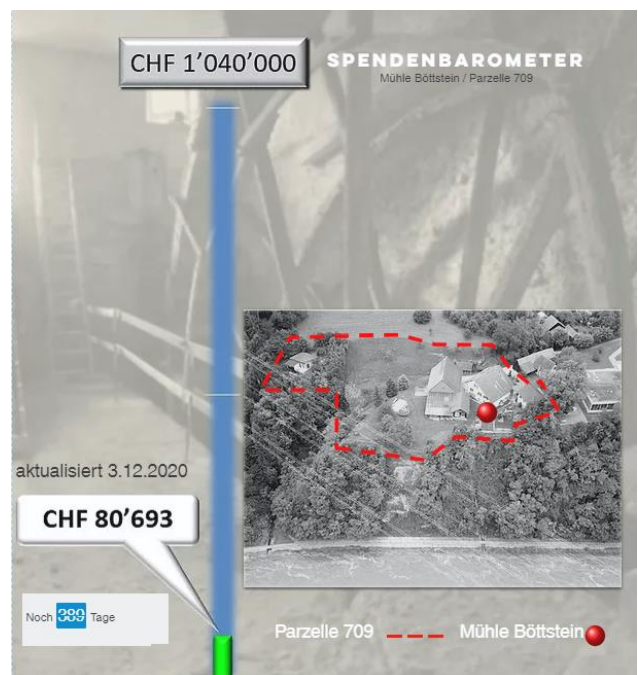 CHF 1’040’000
SPENDENBAROMETER
Mühle Böttstein / Parzelle 709
aktualisiert 3.12.2020
CHF 80’693
Noch 389 Tage
Parzelle 709
Mühle Böttstein